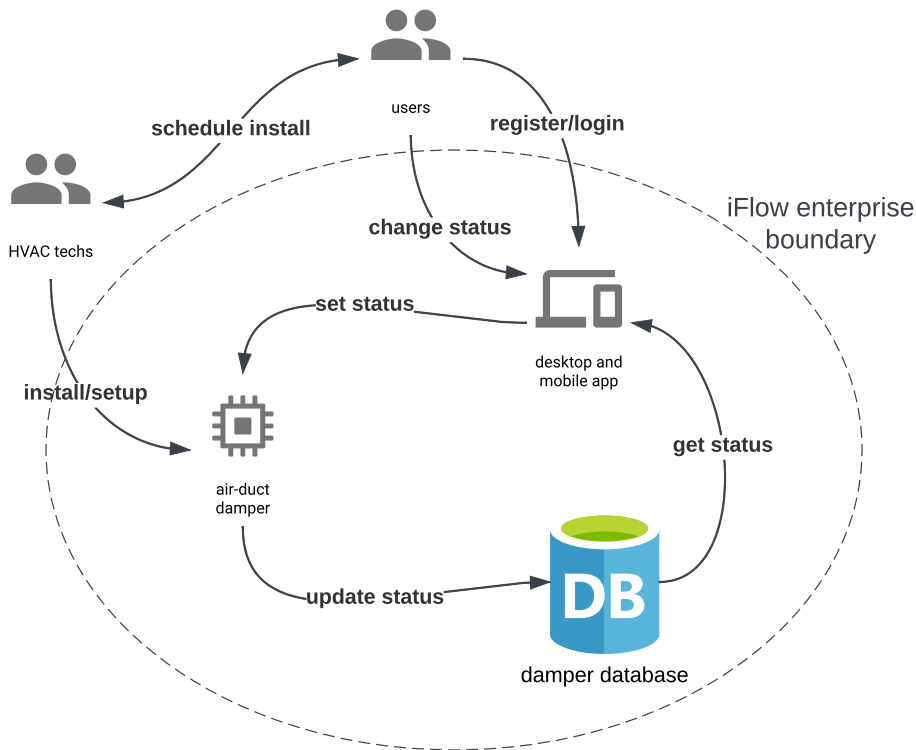 users
schedule install
register/login
iFlow enterprise
boundary
change status
HVAC techs
set status
desktop and
mobile app
install/setup
get status
air-duct
damper
DB
update status
damper database